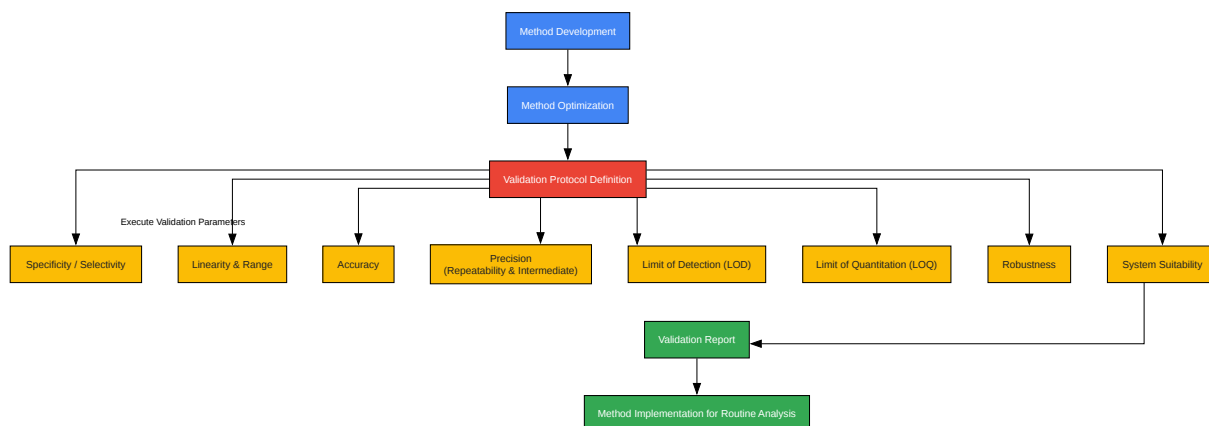 Method Development
Method Optimization
Validation Protocol Definition
Execute Validation Parameters
Specificity / Selectivity
Linearity & Range
Accuracy
Precision
(Repeatability & Intermediate)
Limit of Detection (LOD)
Limit of Quantitation (LOQ)
Robustness
System Suitability
Validation Report
Method Implementation for Routine Analysis